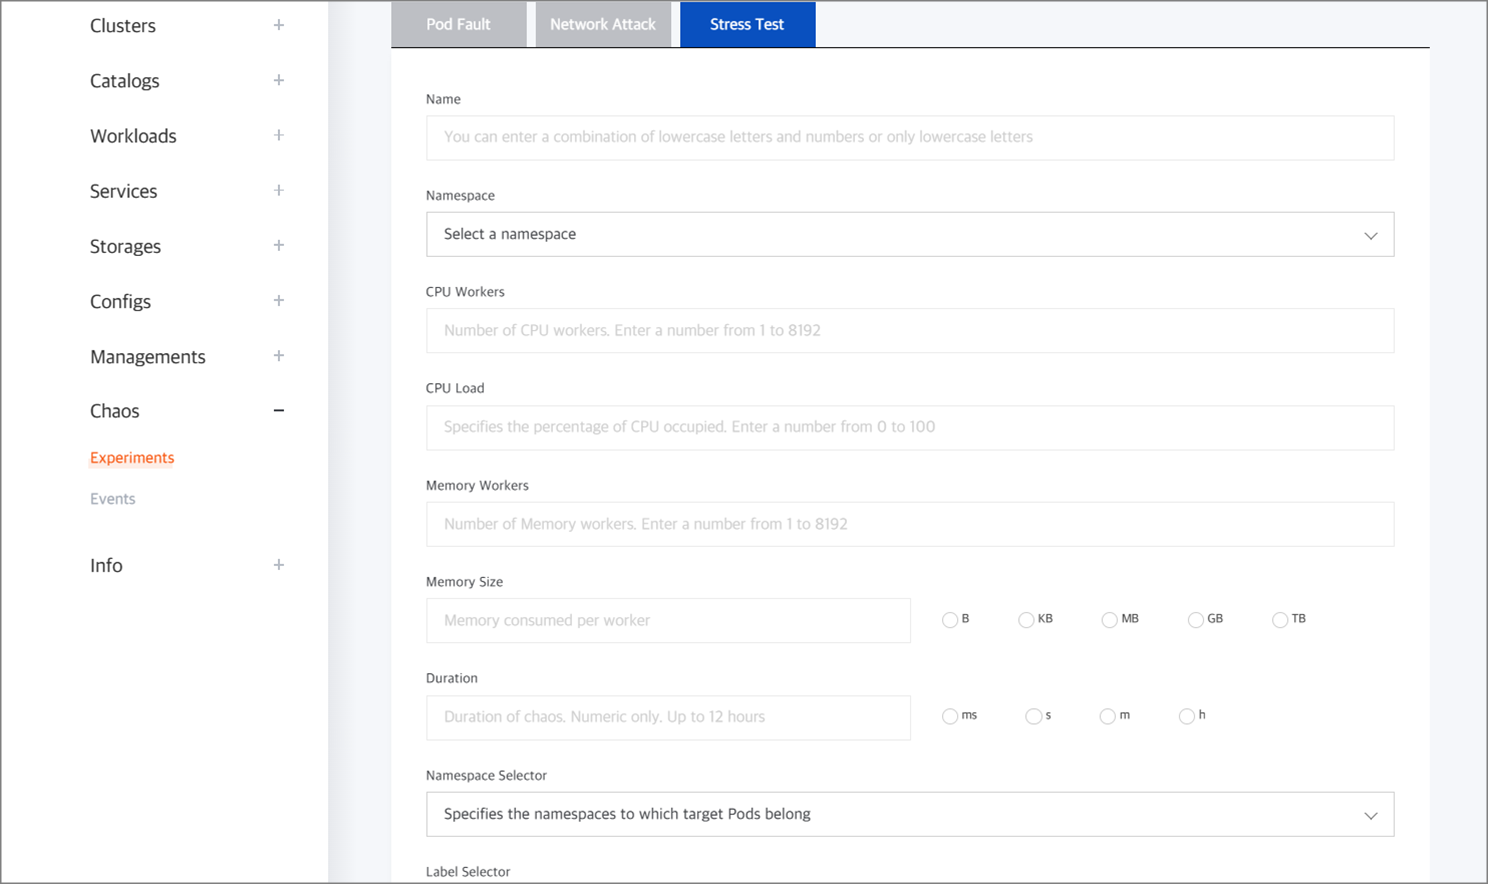 Clusters
Catalogs
Workloads
Services
Storages
Configs
Managements
Chaos
Experiments
Events
Info
Pod Fault
Network Attack
Stress Test
Name
You can enter a combination of lowercase letters and numbers or only lowercase letters
Namespace
Select a namespace
CPU Workers
Number of CPU workers. Enter a number from 1 to 8192
CPU Load
Specifies the percentage of CPU occupied. Enter a number from 0 to 100
Memory Workers
Number of Memory workers. Enter a number from 1 to 8192
Memory Size
Memory consumed per worker B KB MB GB TB
Duration
Duration of chaos. Numeric only. Up to 12 hours ms s m h
Namespace Selector
Specifies the namespaces to which target Pods belong
Label Selector